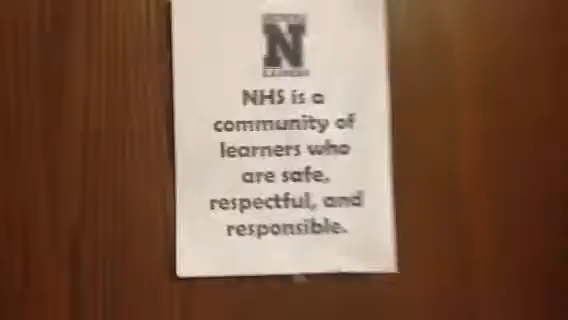 N
NHS is a
community of
learners who
are safe,
respectful, and
responsible.